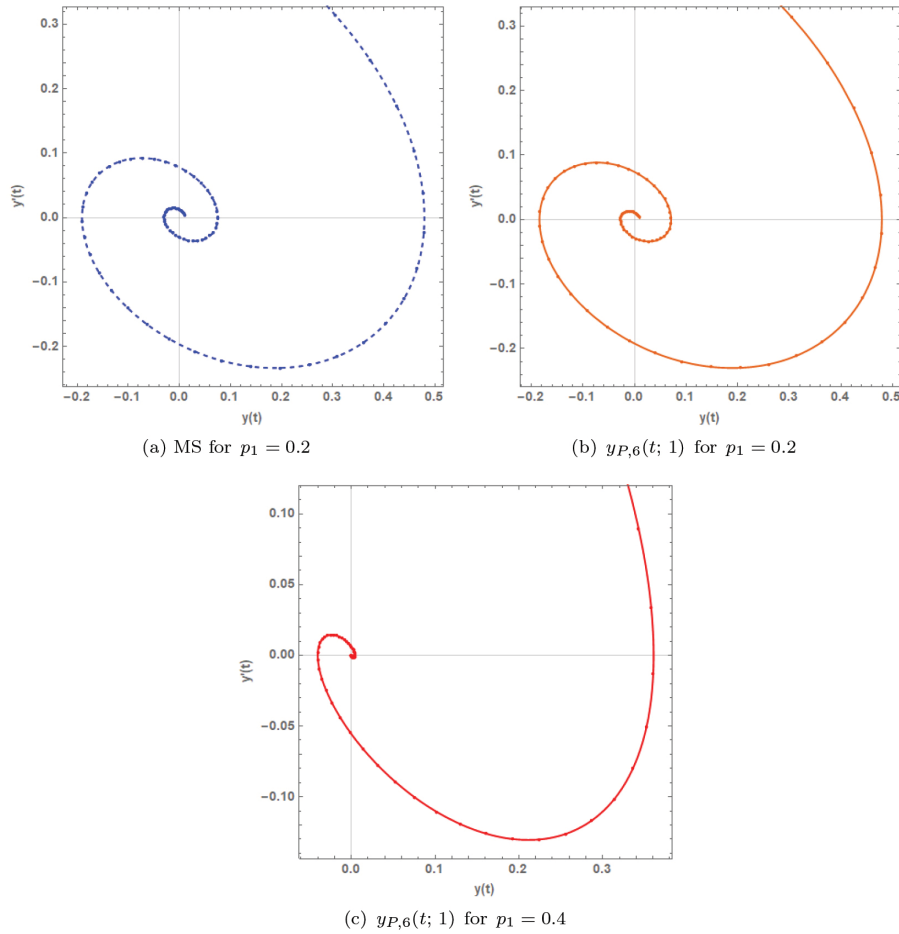 0.3
0.2
0.1
0.0
−0.1
−0.2
y'(t)
−0.2 −0.1 0.0 0.1 0.2 0.3 0.4 0.5
y(t)
(a) MS for p₁ = 0.2
0.3
0.2
0.1
0.0
−0.1
−0.2
y'(t)
−0.2 −0.1 0.0 0.1 0.2 0.3 0.4 0.5
y(t)
(b) y_{P,6}(t; 1) for p₁ = 0.2
0.10
0.05
0.00
−0.05
−0.10
y'(t)
0.0 0.1 0.2 0.3
y(t)
(c) y_{P,6}(t; 1) for p₁ = 0.4